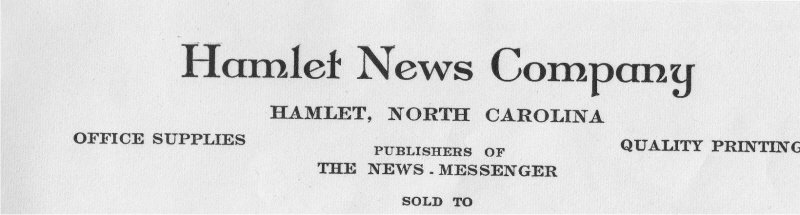 Hamlet News Company
HAMLET, NORTH CAROLINA
OFFICE SUPPLIES
QUALITY PRINTING
PUBLISHERS OF
THE NEWS - MESSENGER
SOLD TO